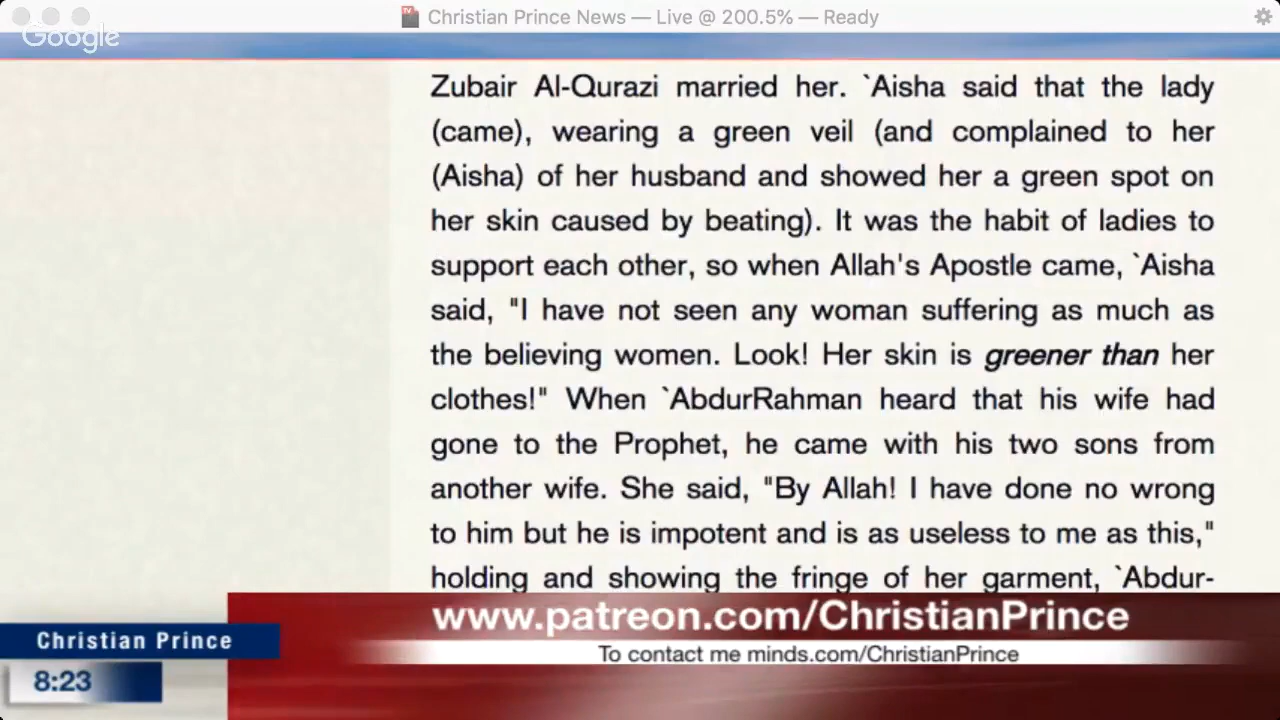 Christian Prince News — Live @ 200.5% — Ready
Google
Zubair Al-Qurazi married her. `Aisha said that the lady
(came), wearing a green veil (and complained to her
(Aisha) of her husband and showed her a green spot on
her skin caused by beating). It was the habit of ladies to
support each other, so when Allah's Apostle came, `Aisha
said, "I have not seen any woman suffering as much as
the believing women. Look! Her skin is greener than her
clothes!" When `AbdurRahman heard that his wife had
gone to the Prophet, he came with his two sons from
another wife. She said, "By Allah! I have done no wrong
to him but he is impotent and is as useless to me as this,"
holding and showing the fringe of her garment, `Abdur-
www.patreon.com/ChristianPrince
To contact me minds.com/ChristianPrince
Christian Prince
8:23